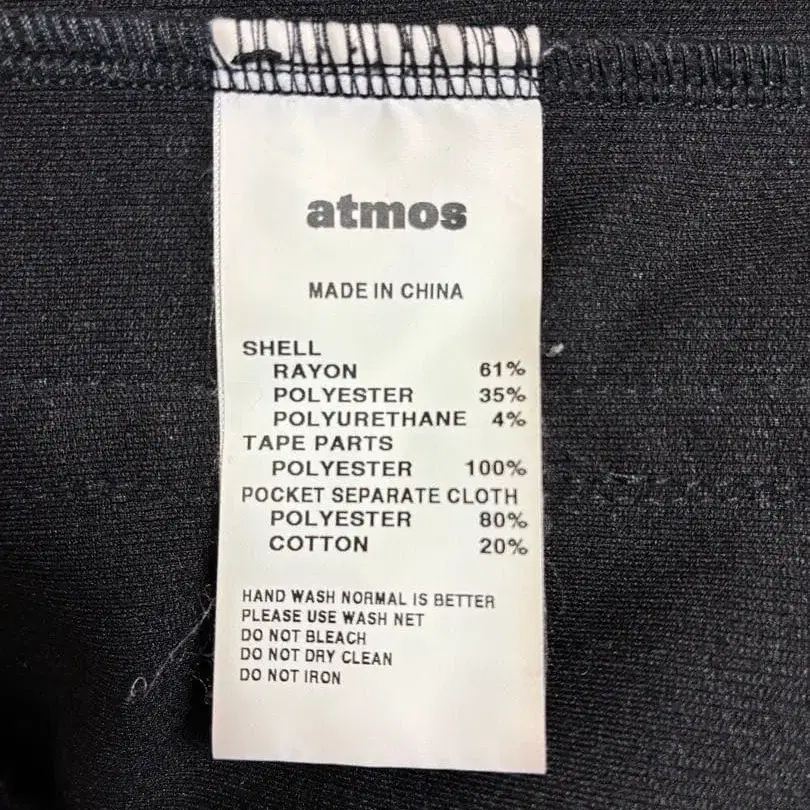 atmos
MADE IN CHINA
SHELL
RAYON 61%
POLYESTER 35%
POLYURETHANE 4%
TAPE PARTS
POLYESTER 100%
POCKET SEPARATE CLOTH
POLYESTER 80%
COTTON 20%
HAND WASH NORMAL IS BETTER
PLEASE USE WASH NET
DO NOT BLEACH
DO NOT DRY CLEAN
DO NOT IRON